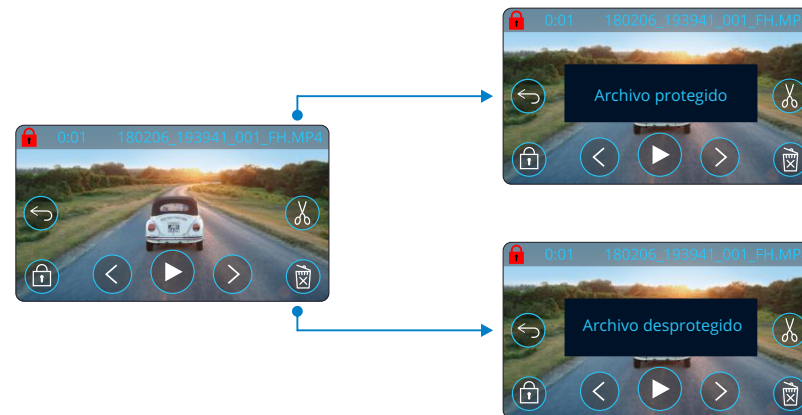 0:01 180206_193941_001_FH.MP
Archivo protegido
0:01 180206_193941_001_FH.MP4
0:01 180206_193941_001_FH.MP
Archivo desprotegido